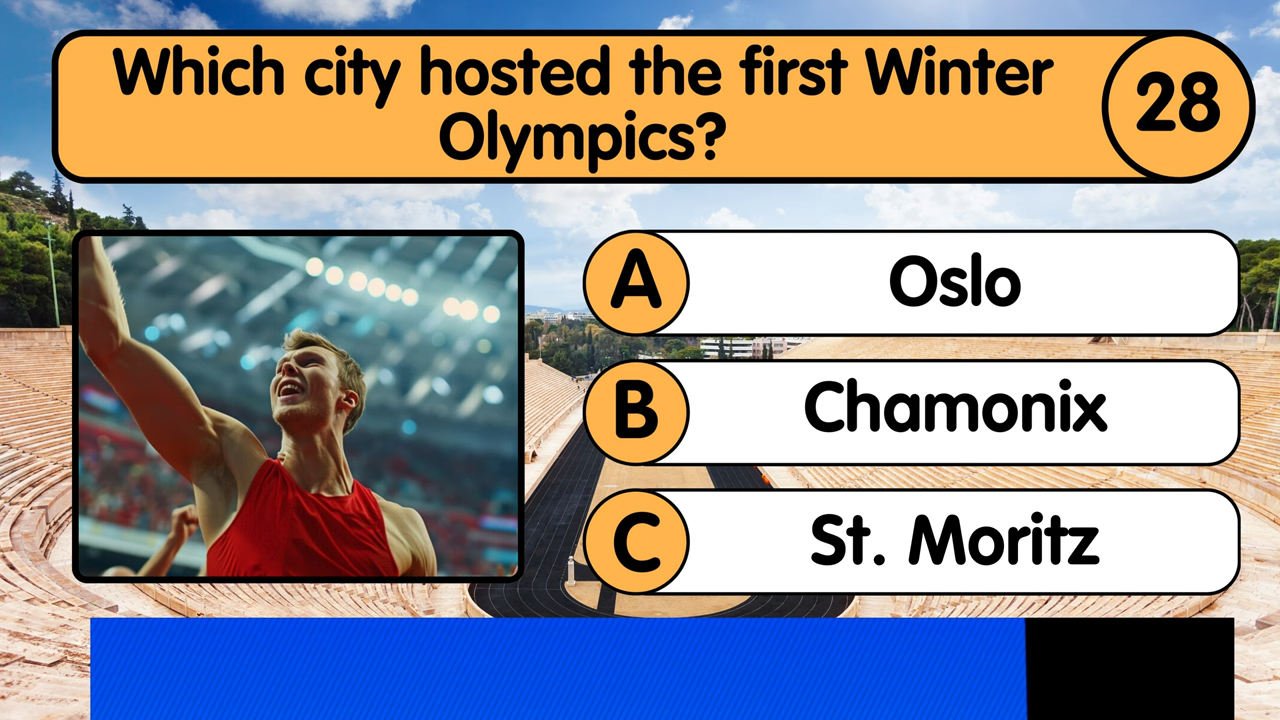 Which city hosted the first Winter
Olympics?
28
A
Oslo
B
Chamonix
C
St. Moritz